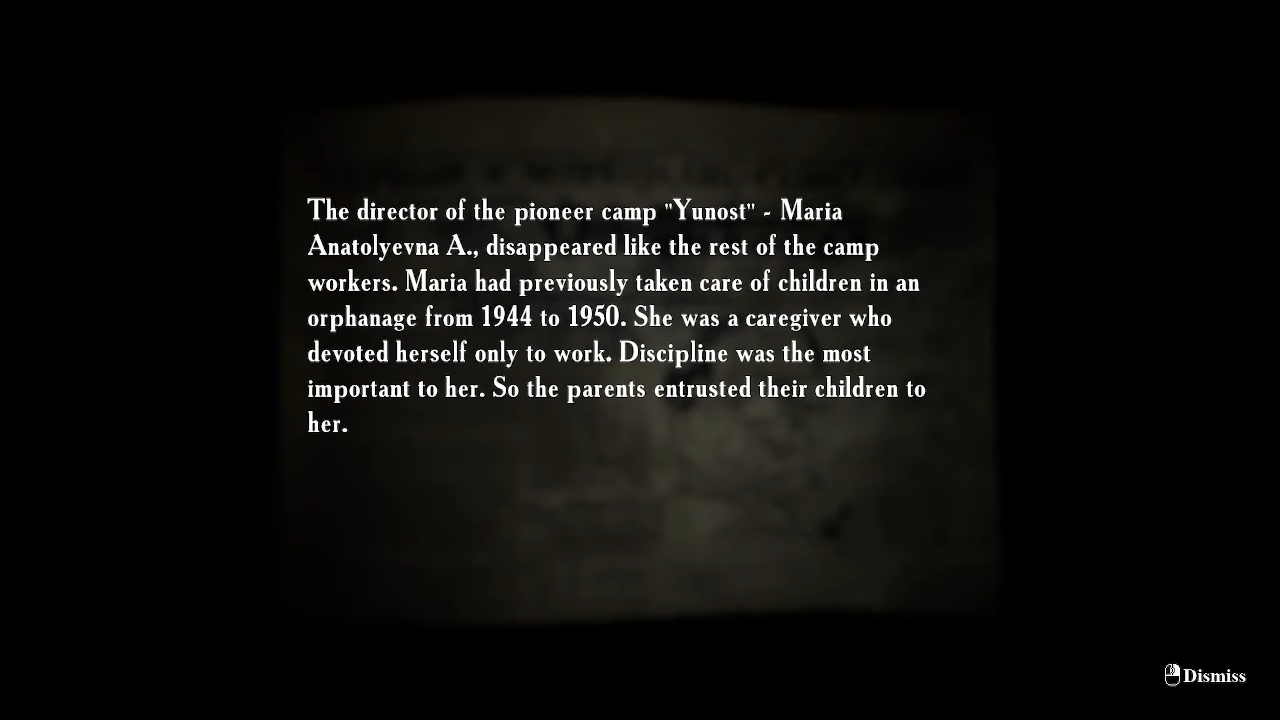 The director of the pioneer camp "Yunost" - Maria
Anatolyevna A., disappeared like the rest of the camp
workers. Maria had previously taken care of children in an
orphanage from 1944 to 1950. She was a caregiver who
devoted herself only to work. Discipline was the most
important to her. So the parents entrusted their children to
her.
Dismiss